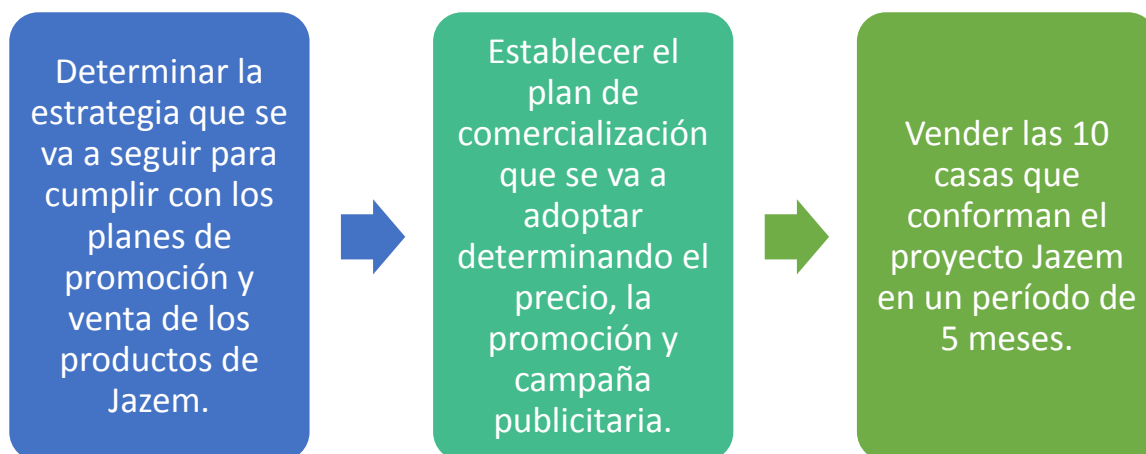 Determinar la
estrategia que se
va a seguir para
cumplir con los
planes de
promoción y
venta de los
productos de
Jazem.
Establecer el
plan de
comercialización
que se va a
adoptar
determinando el
precio, la
promoción y
campaña
publicitaria.
Vender las 10
casas que
conforman el
proyecto Jazem
en un período de
5 meses.